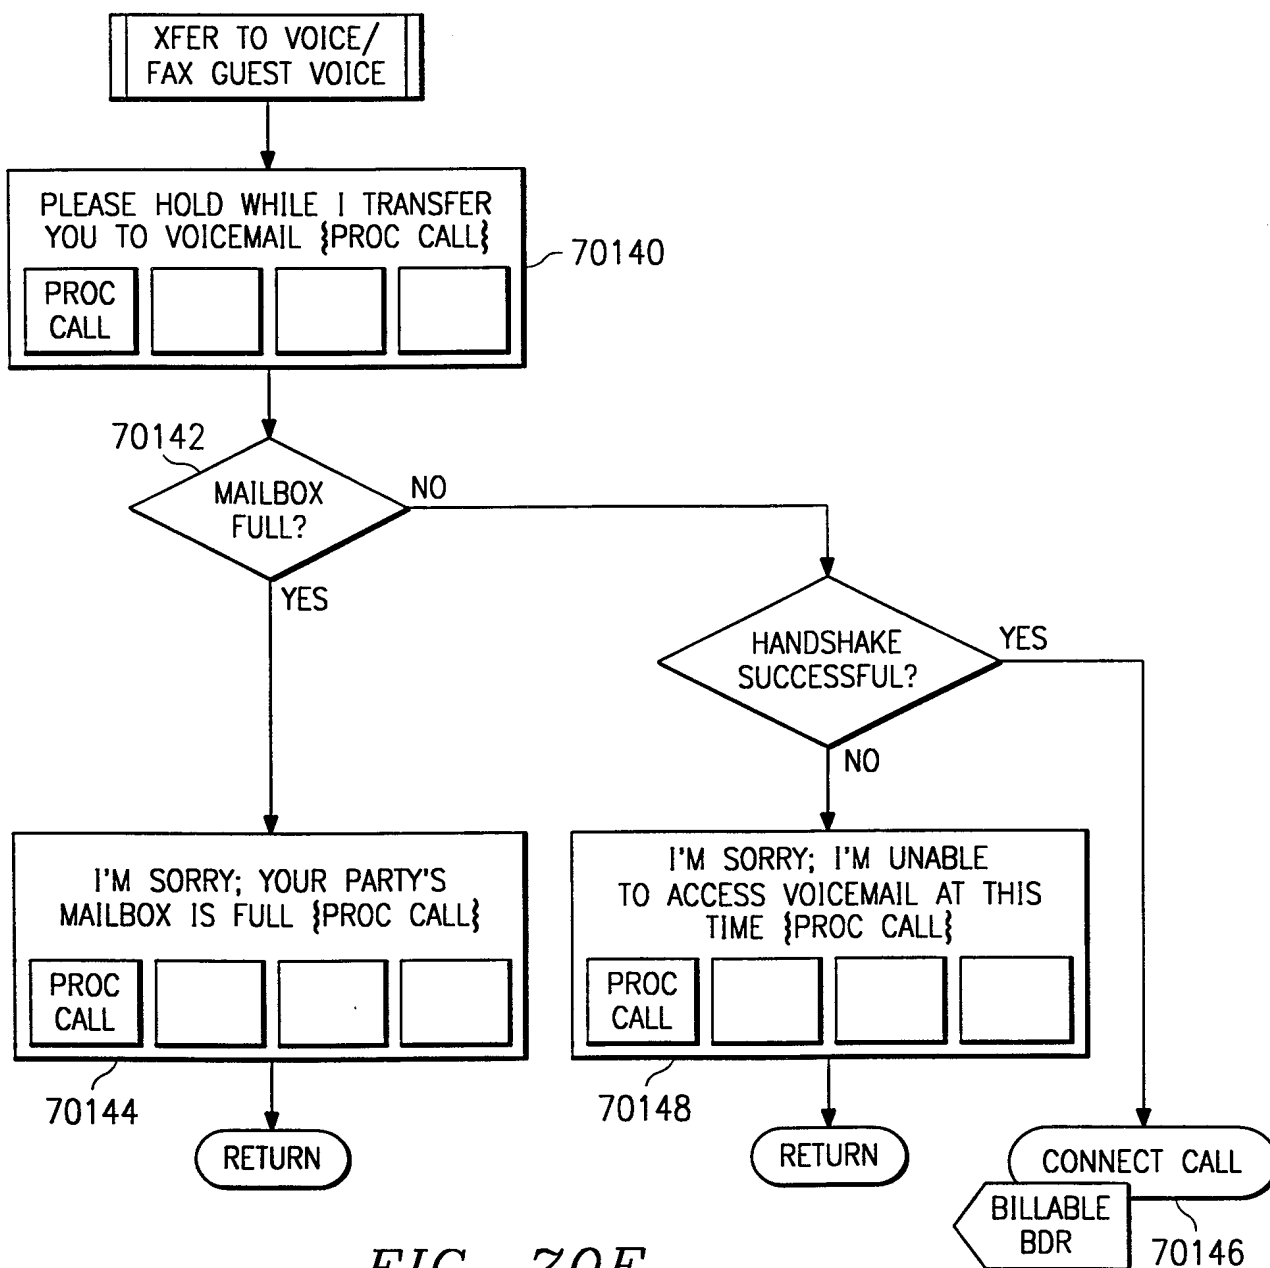 XFER TO VOICE/
FAX GUEST VOICE
PLEASE HOLD WHILE I TRANSFER
YOU TO VOICEMAIL {PROC CALL}
70140
PROC
CALL
70142
MAILBOX
FULL?
NO
YES
HANDSHAKE
SUCCESSFUL?
YES
NO
I'M SORRY; YOUR PARTY'S
MAILBOX IS FULL {PROC CALL}
PROC
CALL
70144
RETURN
I'M SORRY; I'M UNABLE
TO ACCESS VOICEMAIL AT THIS
TIME {PROC CALL}
PROC
CALL
70148
RETURN
CONNECT CALL
BILLABLE
BDR
70146